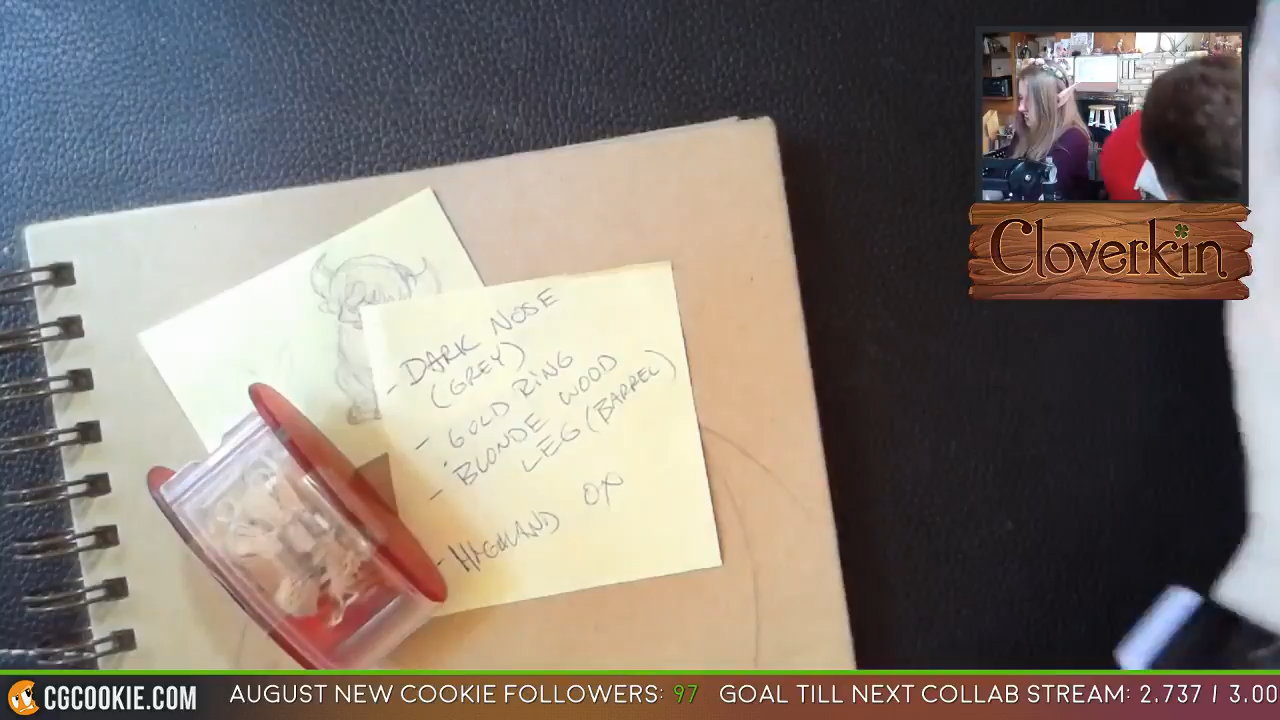 - DARK NOSE
(GREY)
- GOLD RING
- BLONDE WOOD
LEG (BARREL)
- HIGHLAND OX
Cloverkin
CGCOOKIE.COM
AUGUST NEW COOKIE FOLLOWERS: 97 GOAL TILL NEXT COLLAB STREAM: 2.737 / 3.00